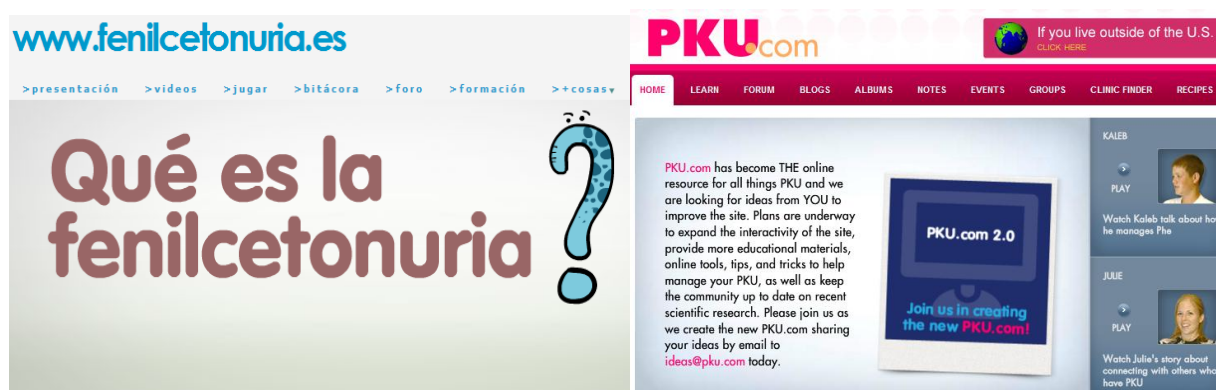 www.fenilcetonuria.es
>presentación >videos >jugar >bitácora >foro >formación >+cosas▾
Qué es la
fenilcetonuria?
PKU.com
If you live outside of the U.S.
CLICK HERE
HOME LEARN FORUM BLOGS ALBUMS NOTES EVENTS GROUPS CLINIC FINDER RECIPES
PKU.com has become THE online
resource for all things PKU and we
are looking for ideas from YOU to
improve the site. Plans are underway
to expand the interactivity of the site,
provide more educational materials,
online tools, tips, and tricks to help
manage your PKU, as well as keep
the community up to date on recent
scientific research. Please join us as
we create the new PKU.com sharing
your ideas by email to
ideas@pku.com today.
PKU.com 2.0
Join us in creating
the new PKU.com!
KALEB
PLAY
Watch Kaleb talk about how
he manages Phe
JULIE
PLAY
Watch Julie's story about
connecting with others who
have PKU